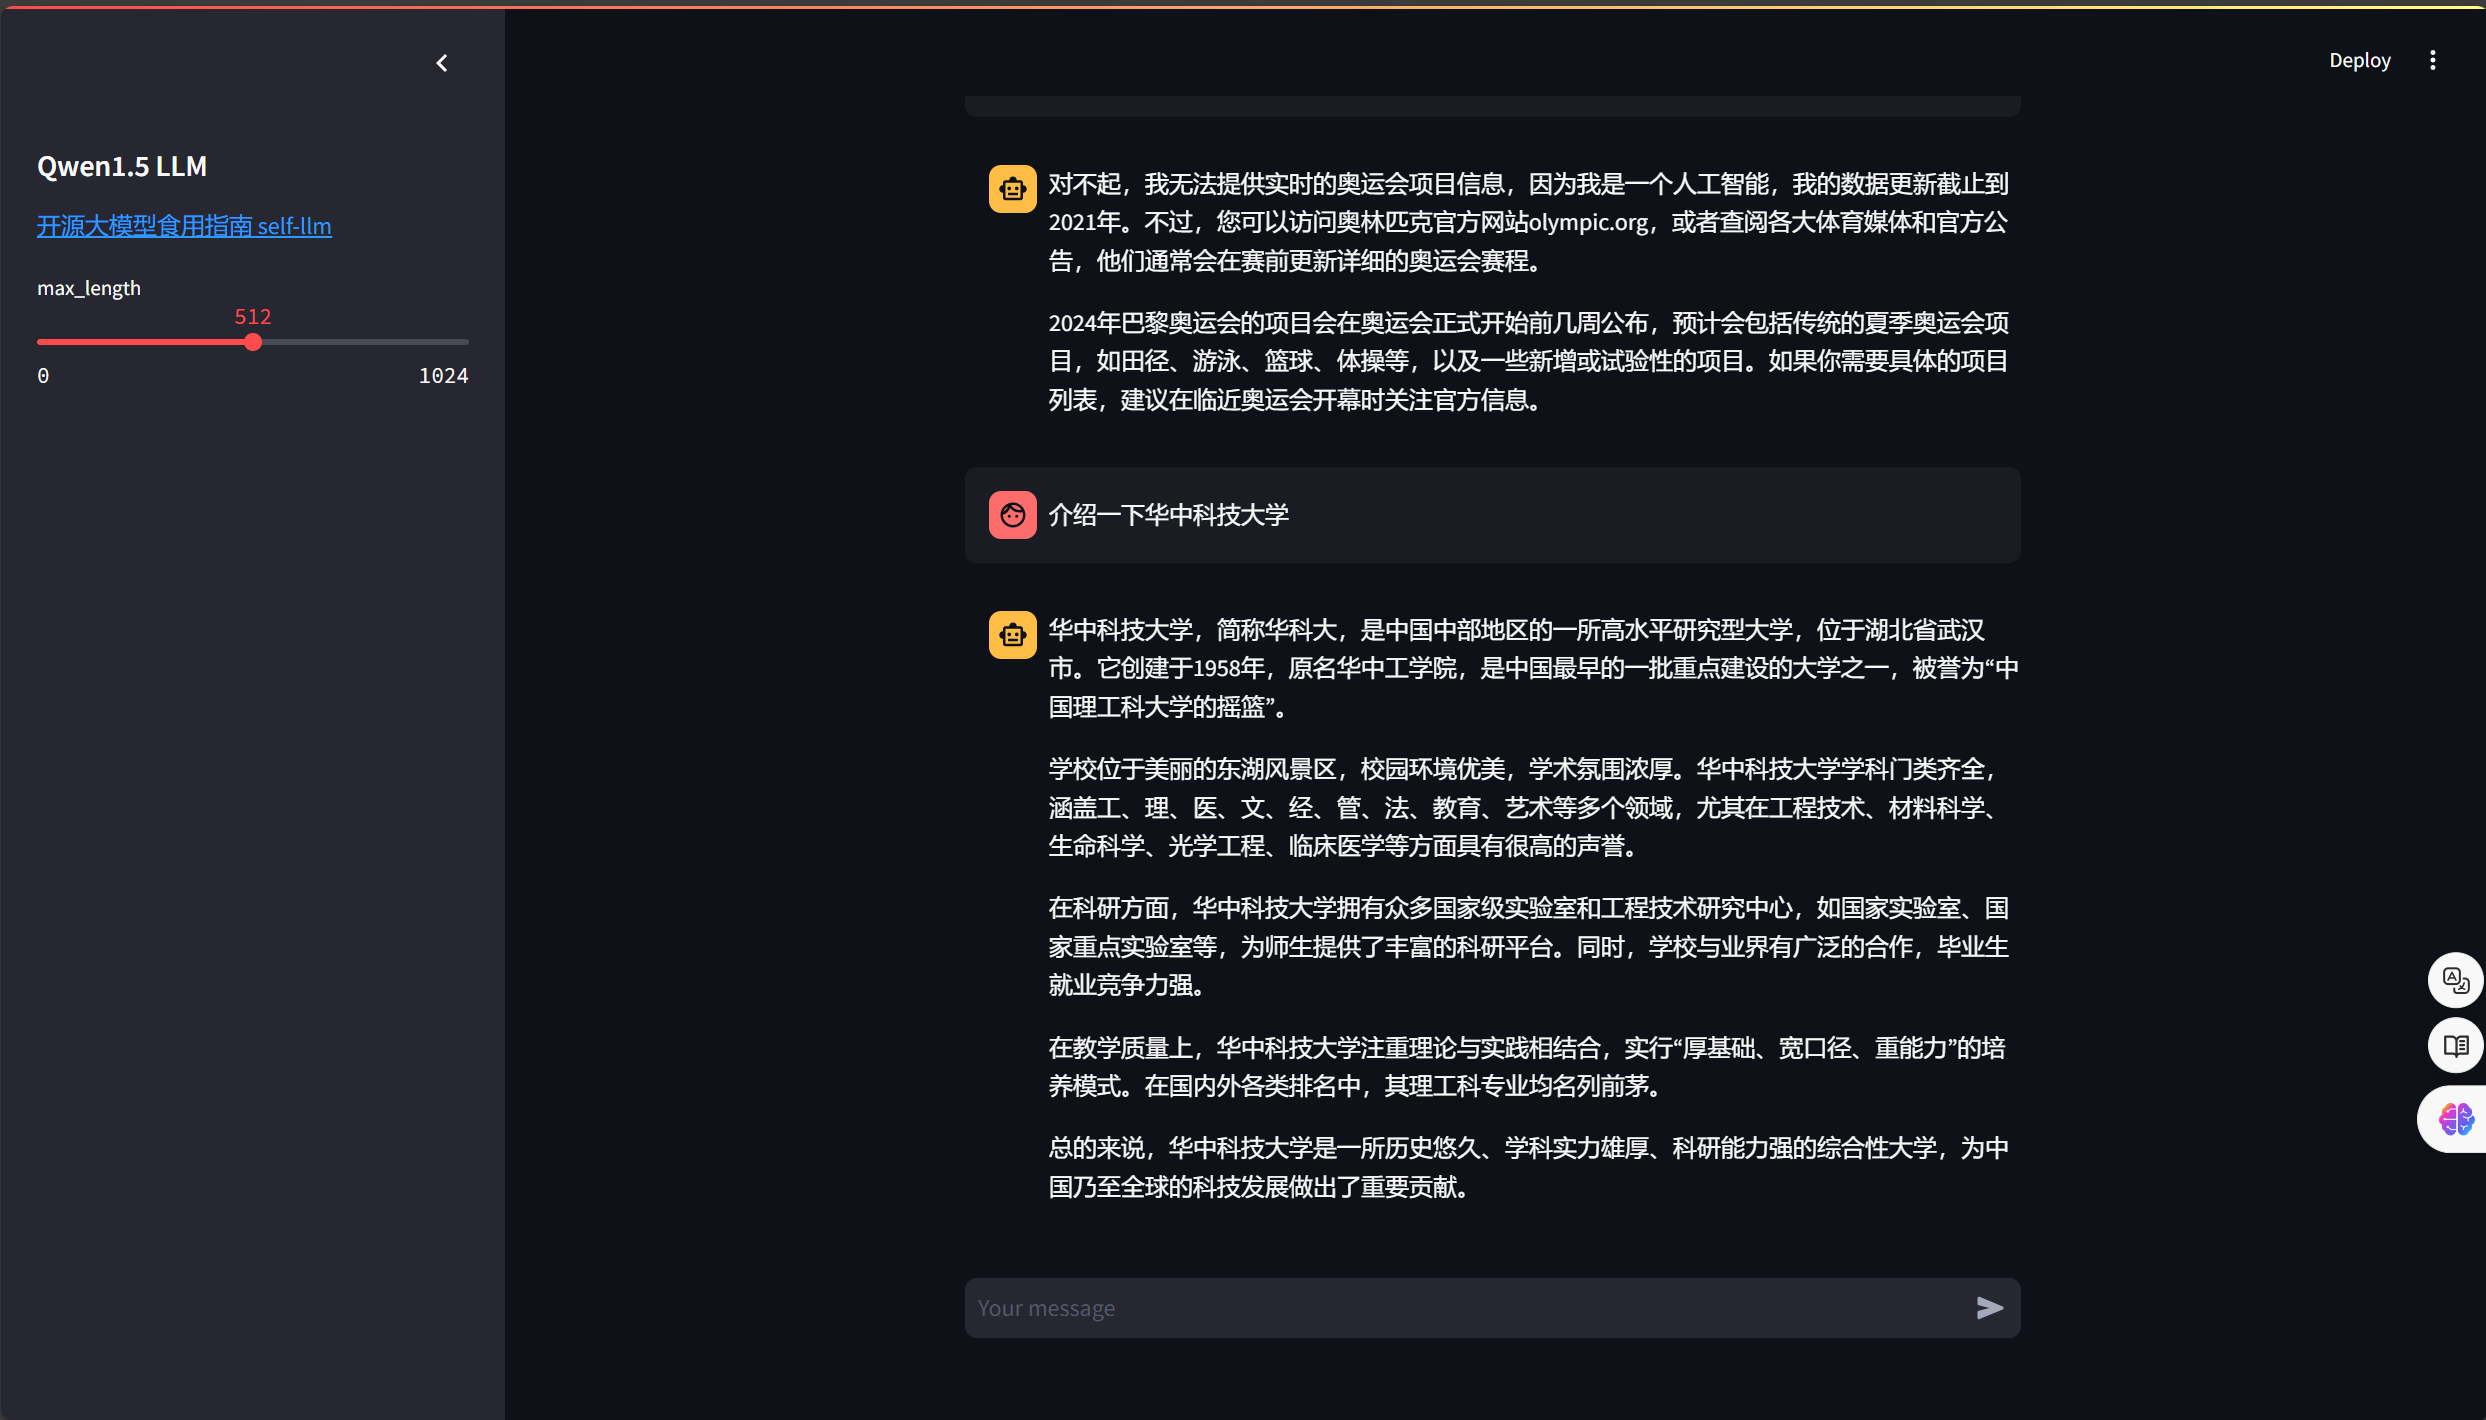 Deploy
Qwen1.5 LLM
开源大模型食用指南 self-llm
max_length
512
0
1024
对不起，我无法提供实时的奥运会项目信息，因为我是一个人工智能，我的数据更新截止到
2021年。不过，您可以访问奥林匹克官方网站olympic.org，或者查阅各大体育媒体和官方公
告，他们通常会在赛前更新详细的奥运会赛程。
2024年巴黎奥运会的项目会在奥运会正式开始前几周公布，预计会包括传统的夏季奥运会项
目，如田径、游泳、篮球、体操等，以及一些新增或试验性的项目。如果你需要具体的项目
列表，建议在临近奥运会开幕时关注官方信息。
介绍一下华中科技大学
华中科技大学，简称华科大，是中国中部地区的一所高水平研究型大学，位于湖北省武汉
市。它创建于1958年，原名华中工学院，是中国最早的一批重点建设的大学之一，被誉为“中
国理工科大学的摇篮”。
学校位于美丽的东湖风景区，校园环境优美，学术氛围浓厚。华中科技大学学科门类齐全，
涵盖工、理、医、文、经、管、法、教育、艺术等多个领域，尤其在工程技术、材料科学、
生命科学、光学工程、临床医学等方面具有很高的声誉。
在科研方面，华中科技大学拥有众多国家级实验室和工程技术研究中心，如国家实验室、国
家重点实验室等，为师生提供了丰富的科研平台。同时，学校与业界有广泛的合作，毕业生
就业竞争力强。
在教学质量上，华中科技大学注重理论与实践相结合，实行“厚基础、宽口径、重能力”的培
养模式。在国内外各类排名中，其理工科专业均名列前茅。
总的来说，华中科技大学是一所历史悠久、学科实力雄厚、科研能力强的综合性大学，为中
国乃至全球的科技发展做出了重要贡献。
Your message